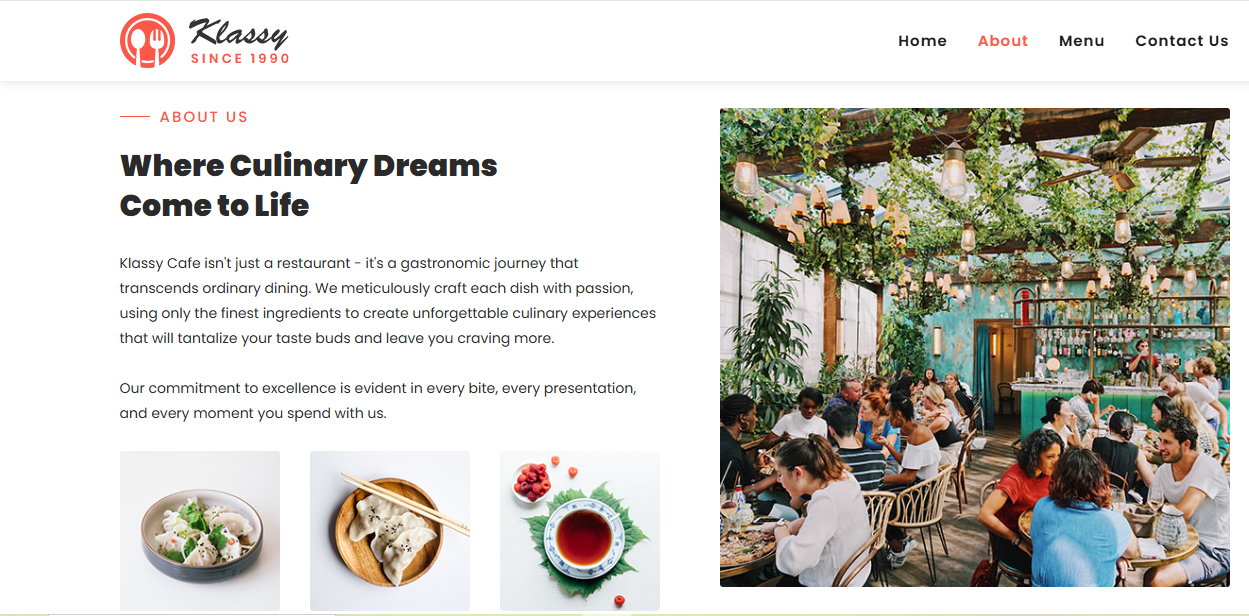 Klassy
SINCE 1990
Home
About
Menu
Contact Us
ABOUT US
Where Culinary Dreams
Come to Life
Klassy Cafe isn't just a restaurant - it's a gastronomic journey that
transcends ordinary dining. We meticulously craft each dish with passion,
using only the finest ingredients to create unforgettable culinary experiences
that will tantalize your taste buds and leave you craving more.
Our commitment to excellence is evident in every bite, every presentation,
and every moment you spend with us.